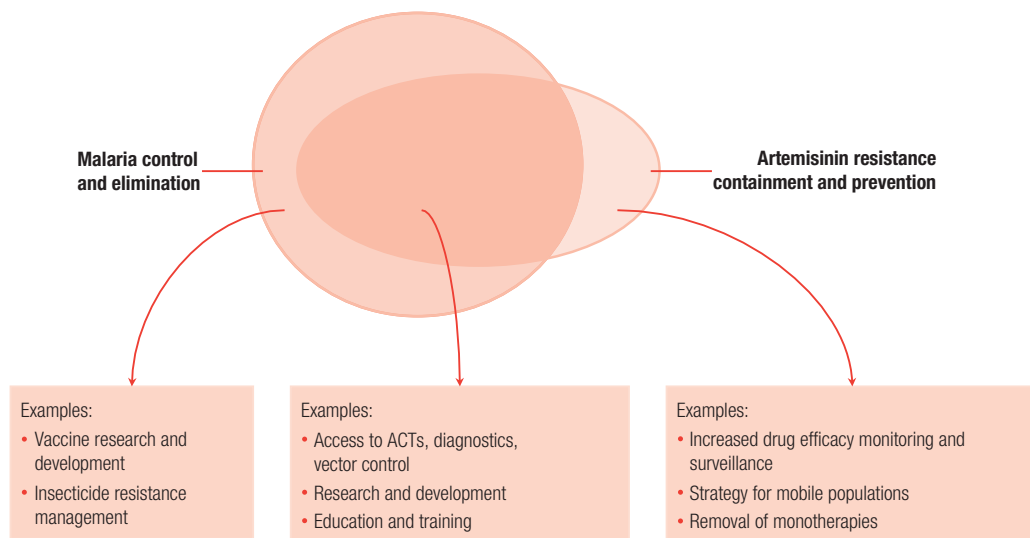 Malaria control
and elimination
Artemisinin resistance
containment and prevention
Examples:
• Vaccine research and
development
• Insecticide resistance
management
Examples:
• Access to ACTs, diagnostics,
vector control
• Research and development
• Education and training
Examples:
• Increased drug efficacy monitoring and
surveillance
• Strategy for mobile populations
• Removal of monotherapies